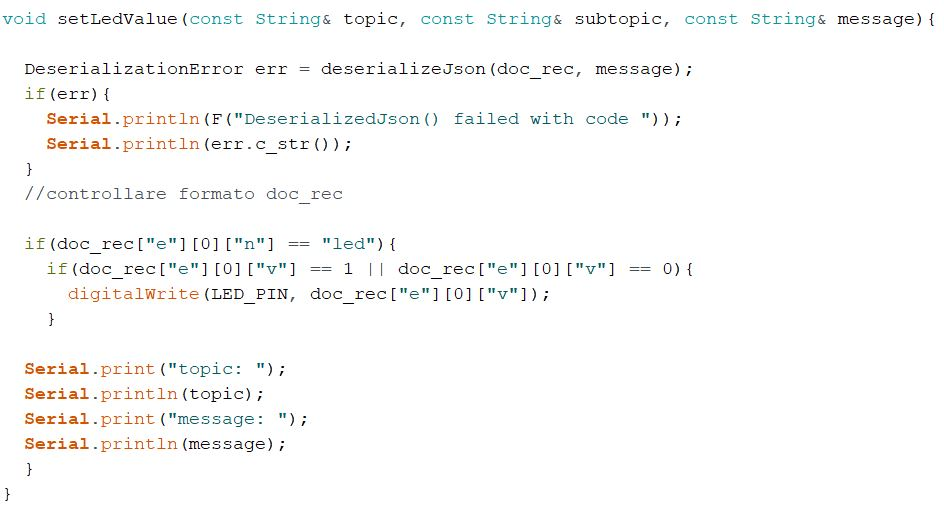 void setLedValue(const String& topic, const String& subtopic, const String& message){
DeserializationError err = deserializeJson(doc_rec, message);
if(err){
Serial.println(F("DeserializedJson() failed with code "));
Serial.println(err.c_str());
}
//controllare formato doc_rec
if(doc_rec["e"][0]["n"] == "led"){
if(doc_rec["e"][0]["v"] == 1 || doc_rec["e"][0]["v"] == 0){
digitalWrite(LED_PIN, doc_rec["e"][0]["v"]);
}
Serial.print("topic: ");
Serial.println(topic);
Serial.print("message: ");
Serial.println(message);
}
}